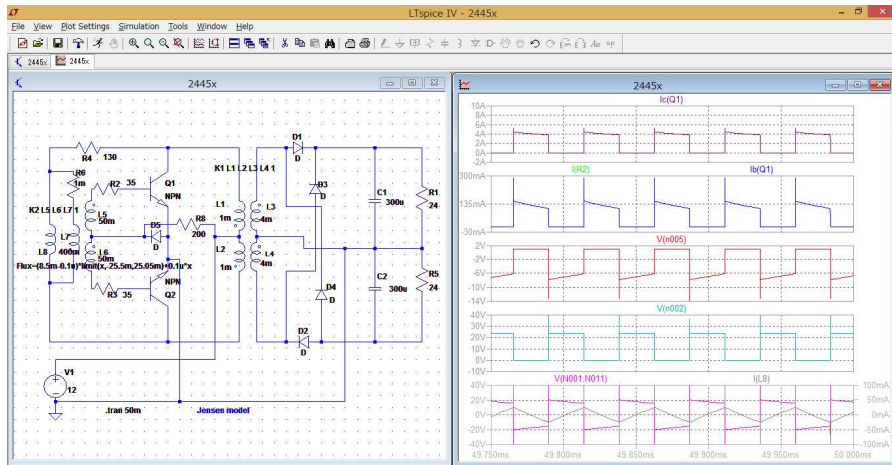 LTspice IV - 2445x
File View Plot Settings Simulation Tools Window Help
2445x 2445x
2445x
R4 130
R6
1m
R2 35
Q1
NPN
K1 L1 L2 L3 L4 1
D1
D
D3
D
C1
300u
R1
24
K2 L5 L6 L7 1
L5
50m
D5
D
R8
200
L1
1m
L3
4m
L8
L7
400m
L6
50m
L2
1m
L4
4m
Flux=(8.5m-0.1u)*limit(x,-25.5m,25.05m)+0.1u*x
R3 35
NPN
Q2
D4
D
C2
300u
R5
24
D2
D
V1
12
.tran 50m
Jensen model
2445x
Ic(Q1)
10A
8A
6A
4A
2A
0A
-2A
I(R2) Ib(Q1)
300mA
135mA
-30mA
V(n005)
2V
-2V
-6V
-10V
-14V
V(n002)
40V
30V
20V
10V
0V
-10V
V(N001,N011) I(L8)
40V 100mA
20V 50mA
0V 0mA
-20V -50mA
-40V -100mA
49.750ms 49.800ms 49.850ms 49.900ms 49.950ms 50.000ms